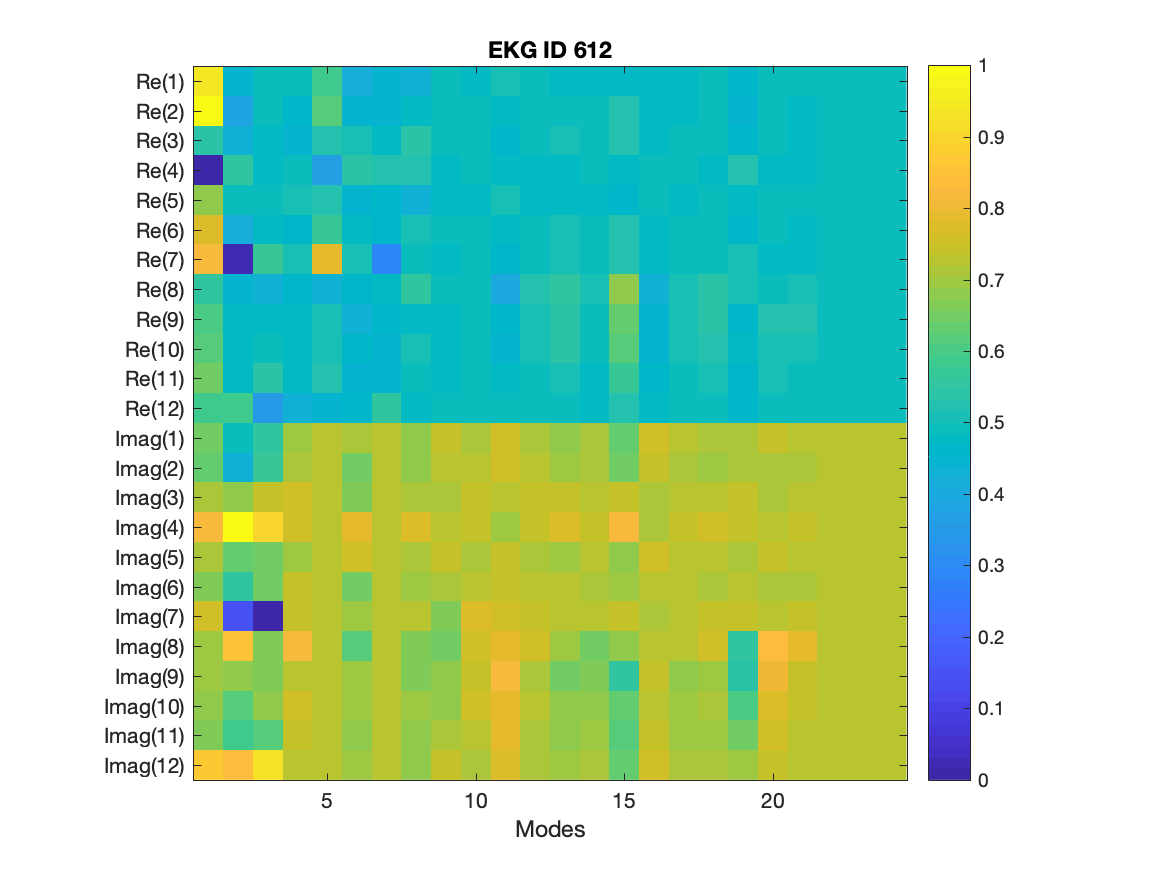 EKG ID 612
Re(1)
Re(2)
Re(3)
Re(4)
Re(5)
Re(6)
Re(7)
Re(8)
Re(9)
Re(10)
Re(11)
Re(12)
Imag(1)
Imag(2)
Imag(3)
Imag(4)
Imag(5)
Imag(6)
Imag(7)
Imag(8)
Imag(9)
Imag(10)
Imag(11)
Imag(12)
5 10 15 20
Modes
1
0.9
0.8
0.7
0.6
0.5
0.4
0.3
0.2
0.1
0